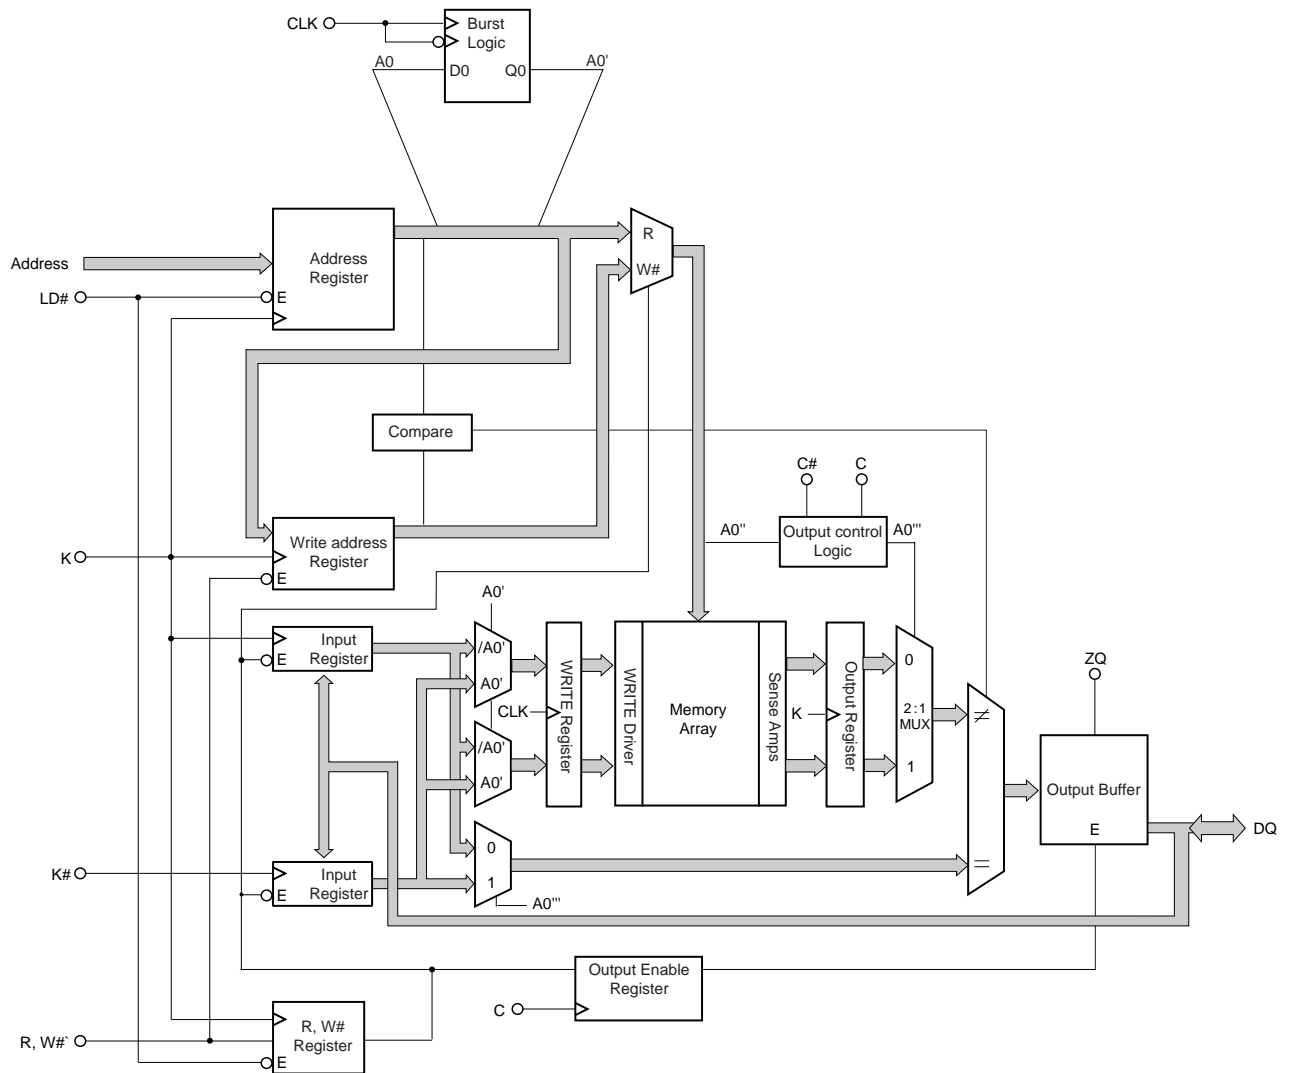 CLK
Burst
Logic
A0
D0
Q0
A0'
Address
Address
Register
R
W#
LD#
E
Compare
C#
C
A0''
Output control
Logic
A0'''
K
Write address
Register
E
A0'
Input
Register
E
/A0'
A0'
CLK
/A0'
A0'
WRITE Register
WRITE Driver
Memory
Array
Sense Amps
K
Output Register
0
2:1
MUX
1
≠
ZQ
Output Buffer
E
DQ
K#
Input
Register
E
0
1
=
A0'''
Output Enable
Register
C
R, W#
Register
R, W#`
E